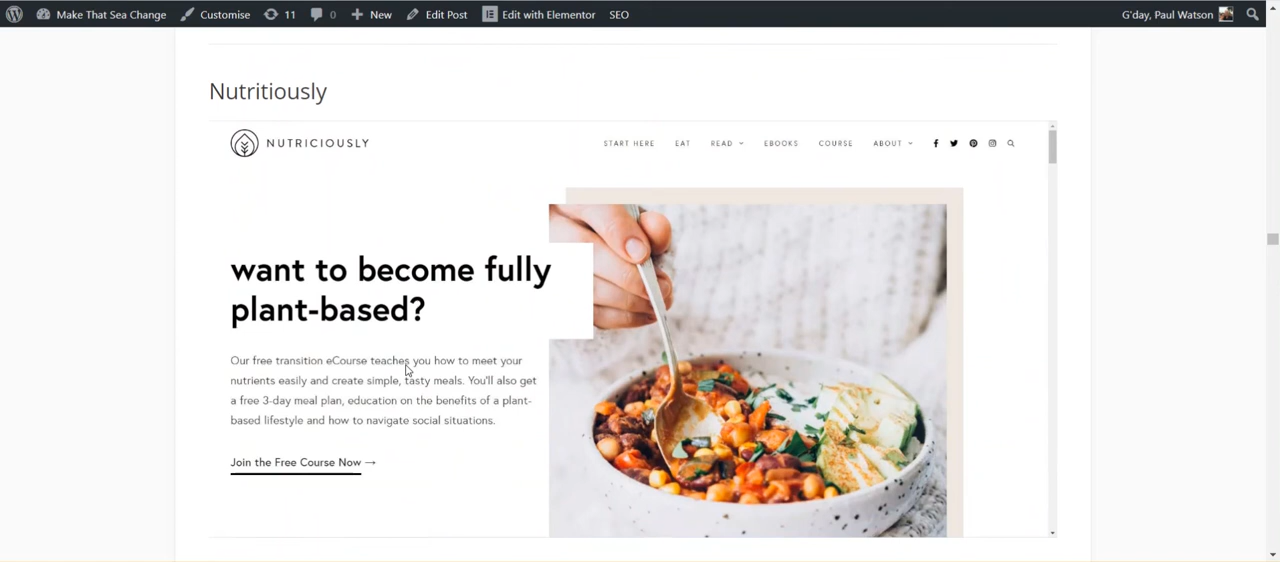 Make That Sea Change Customise 11 0 New Edit Post Edit with Elementor SEO G'day, Paul Watson
Nutritiously
NUTRICIOUSLY START HERE EAT READ EBOOKS COURSE ABOUT
want to become fully
plant-based?
Our free transition eCourse teaches you how to meet your
nutrients easily and create simple, tasty meals. You'll also get
a free 3-day meal plan, education on the benefits of a plant-
based lifestyle and how to navigate social situations.
Join the Free Course Now →